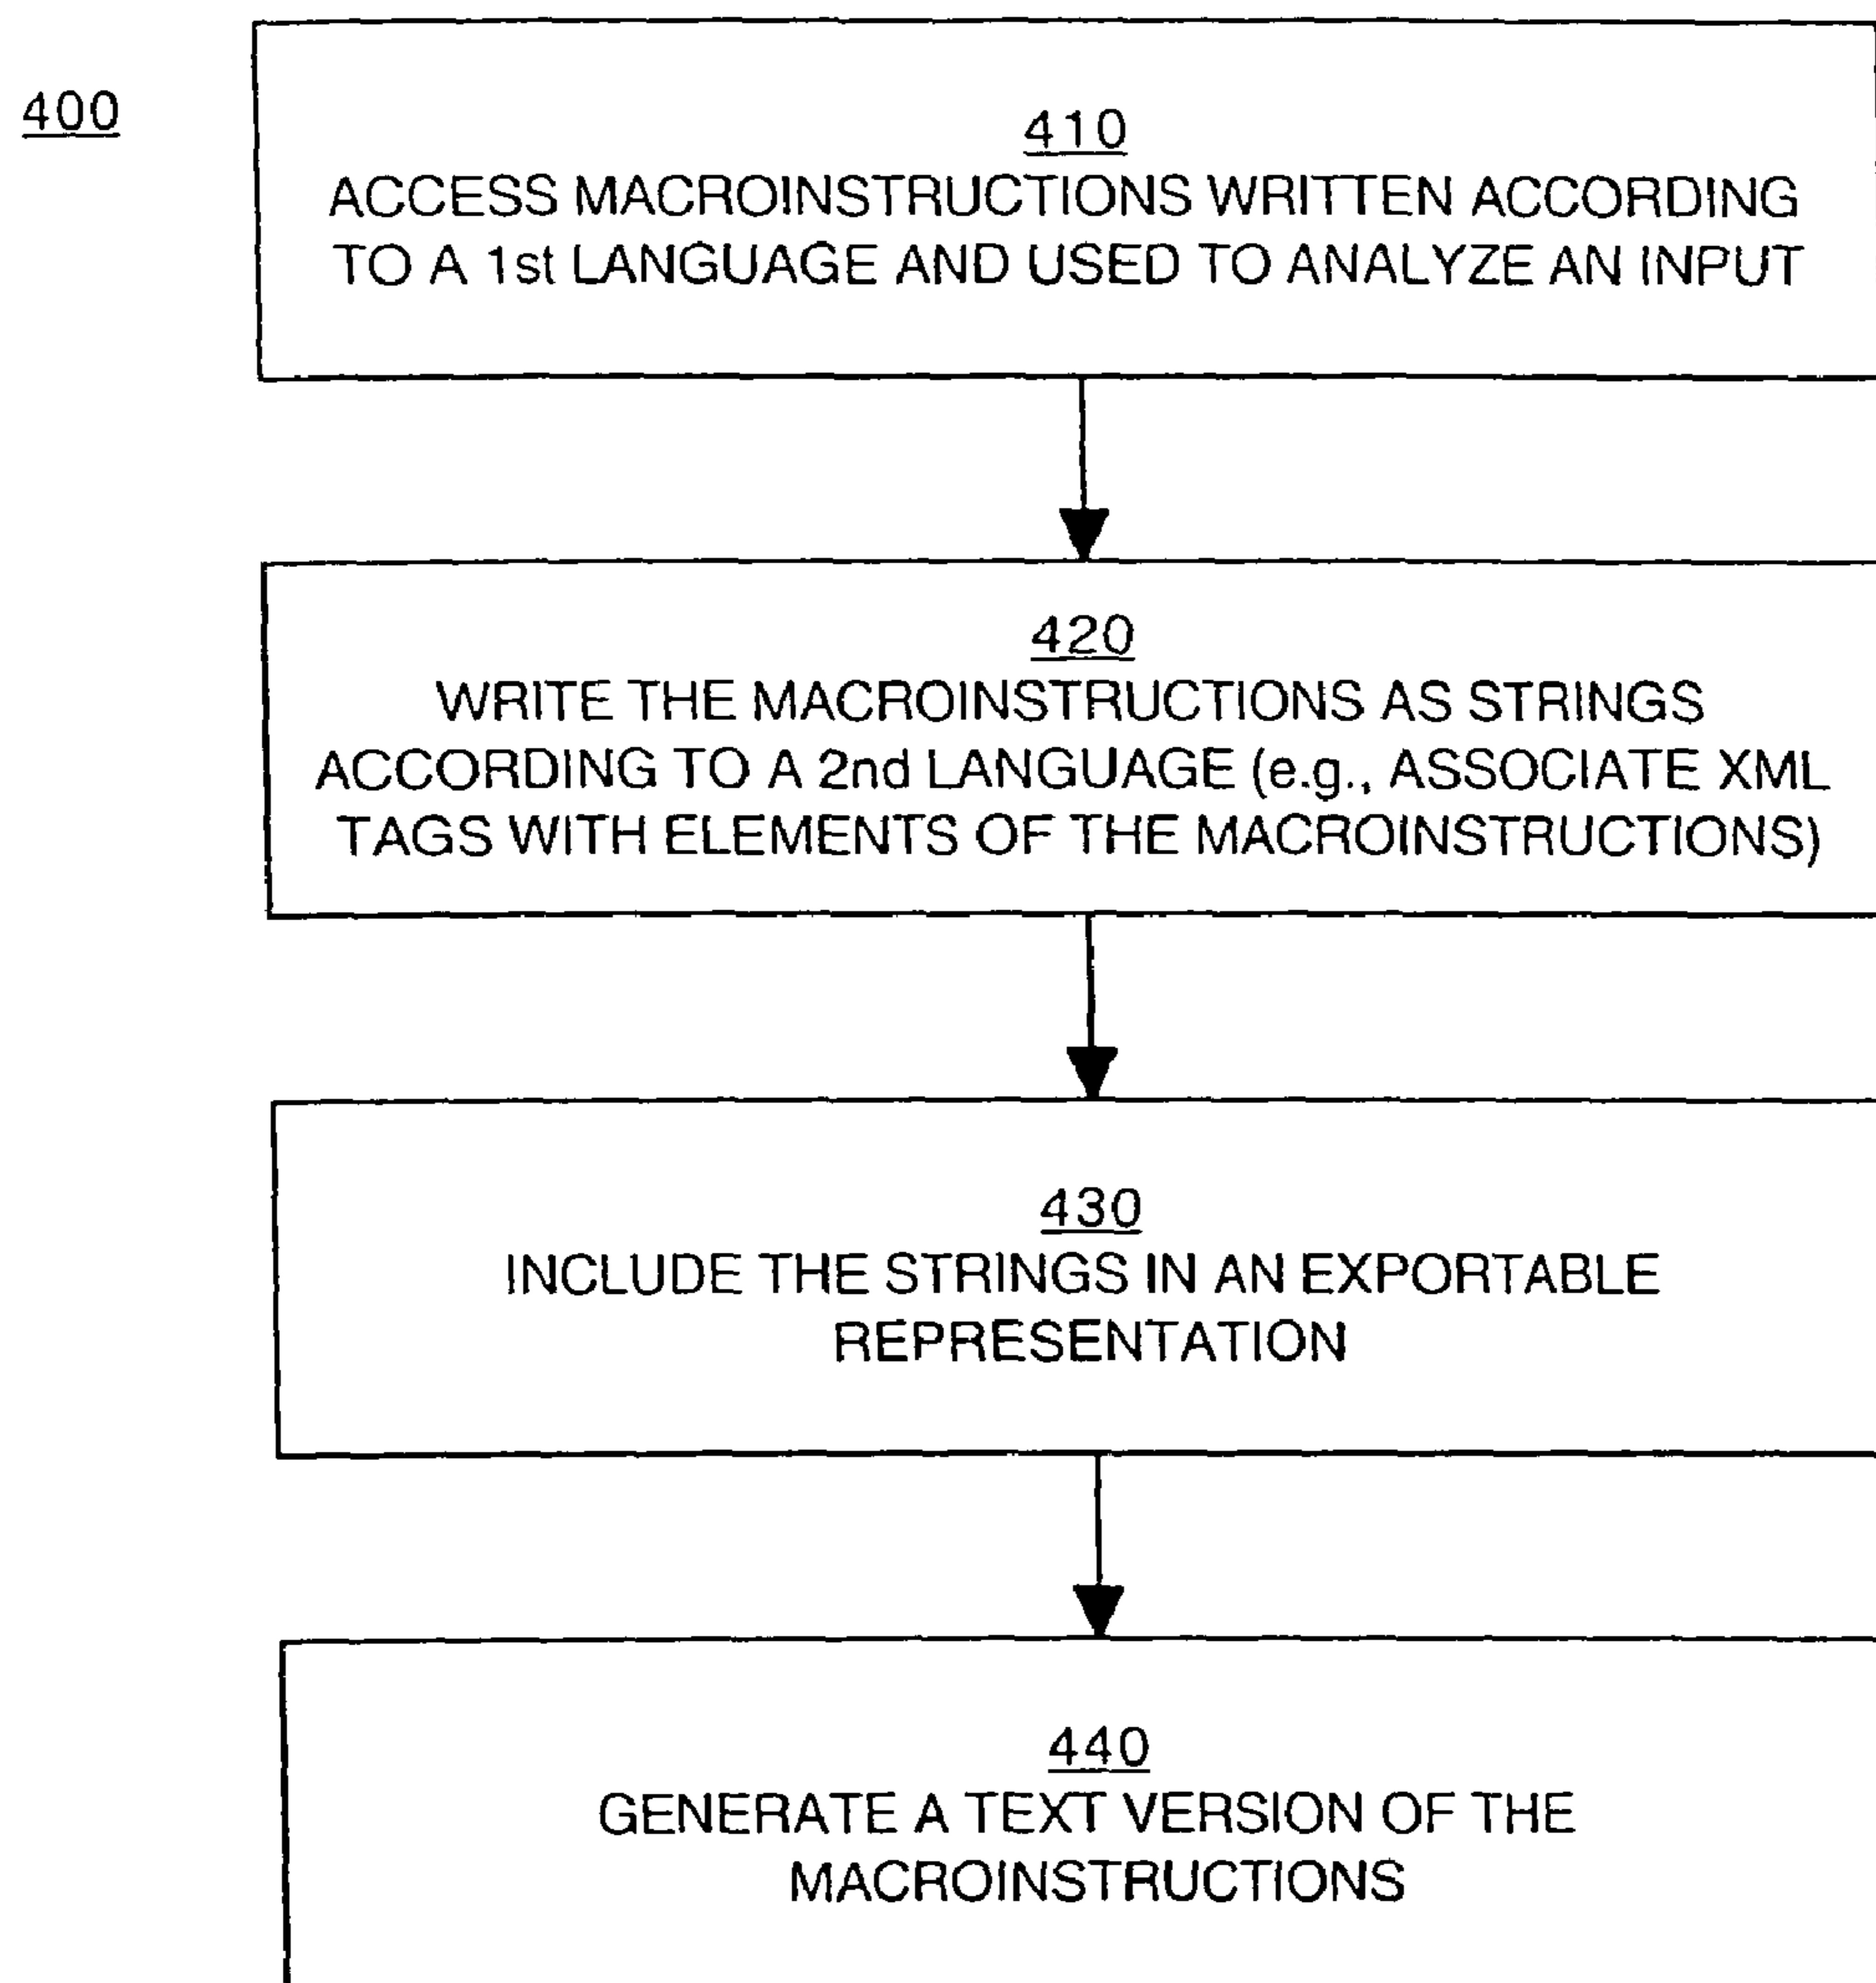 400
410
ACCESS MACROINSTRUCTIONS WRITTEN ACCORDING
TO A 1st LANGUAGE AND USED TO ANALYZE AN INPUT
420
WRITE THE MACROINSTRUCTIONS AS STRINGS
ACCORDING TO A 2nd LANGUAGE (e.g., ASSOCIATE XML
TAGS WITH ELEMENTS OF THE MACROINSTRUCTIONS)
430
INCLUDE THE STRINGS IN AN EXPORTABLE
REPRESENTATION
440
GENERATE A TEXT VERSION OF THE
MACROINSTRUCTIONS